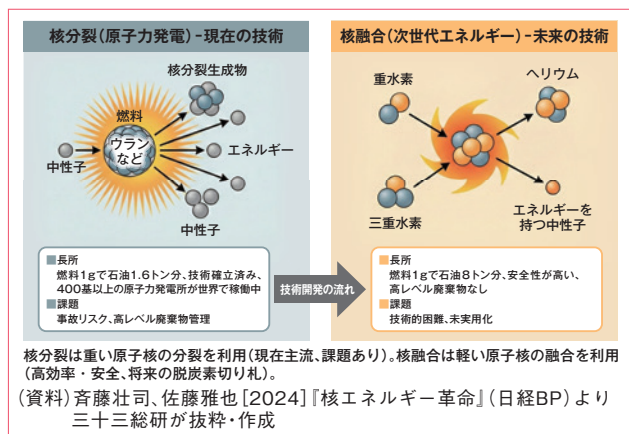 核分裂(原子力発電)-現在の技術
核分裂生成物
燃料
ウラン
など
中性子
エネルギー
中性子
■長所
燃料1gで石油1.6トン分、技術確立済み、
400基以上の原子力発電所が世界で稼働中
■課題
事故リスク、高レベル廃棄物管理
技術開発の流れ
核融合(次世代エネルギー)-未来の技術
重水素
ヘリウム
三重水素
エネルギーを
持つ中性子
■長所
燃料1gで石油8トン分、安全性が高い、
高レベル廃棄物なし
■課題
技術的困難、未実用化
核分裂は重い原子核の分裂を利用(現在主流、課題あり)。核融合は軽い原子核の融合を利用
(高効率・安全、将来の脱炭素切り札)。
(資料)斉藤壮司、佐藤雅也[2024]『核エネルギー革命』(日経BP)より
三十三総研が抜粋・作成